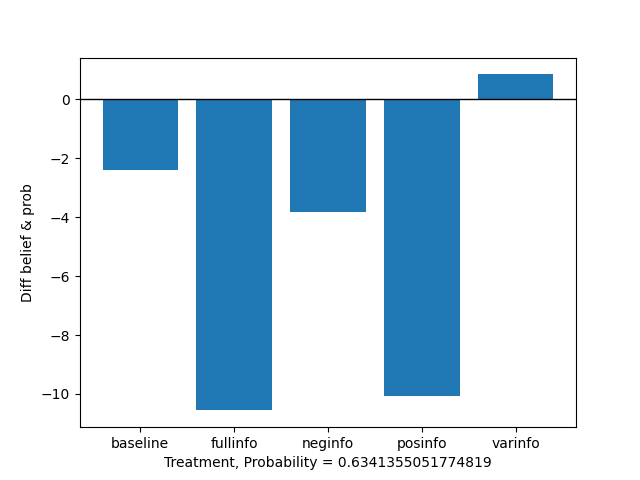 0
−2
−4
−6
−8
−10
Diff belief & prob
baseline fullinfo neginfo posinfo varinfo
Treatment, Probability = 0.6341355051774819